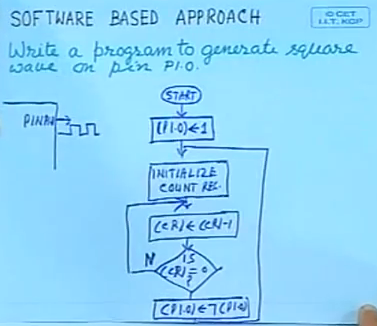 SOFTWARE BASED APPROACH
© CET
I.I.T. KGP
Write a program to generate square
wave on pin P1.0.
START
(P1.0)←1
INITIALIZE
COUNT REG.
(CR)←(CR)-1
N
IS
(CR)=0
?
(P1.0)←¬(P1.0)